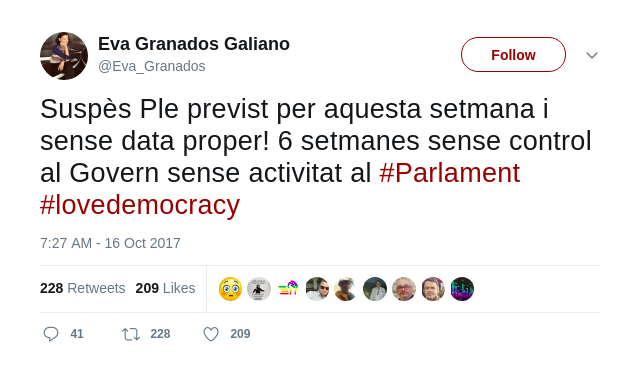 Eva Granados Galiano
@Eva_Granados
Follow
Suspès Ple previst per aquesta setmana i
sense data proper! 6 setmanes sense control
al Govern sense activitat al #Parlament
#lovedemocracy
7:27 AM - 16 Oct 2017
228 Retweets 209 Likes
41 228 209